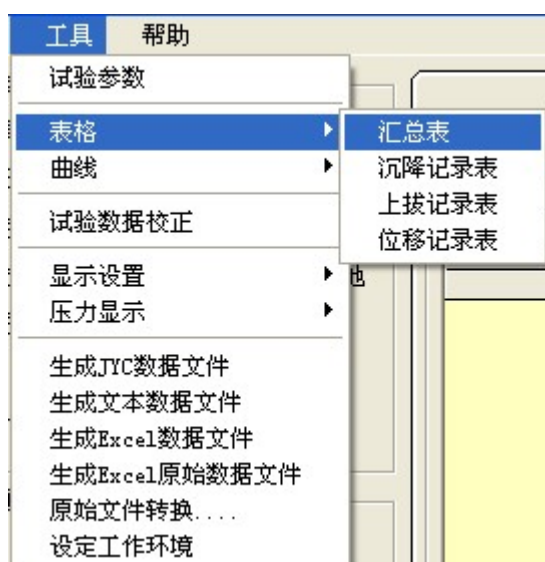 工具 帮助
试验参数
表格
曲线
试验数据校正
显示设置
压力显示
生成JYC数据文件
生成文本数据文件
生成Excel数据文件
生成Excel原始数据文件
原始文件转换....
设定工作环境
汇总表
沉降记录表
上拔记录表
位移记录表